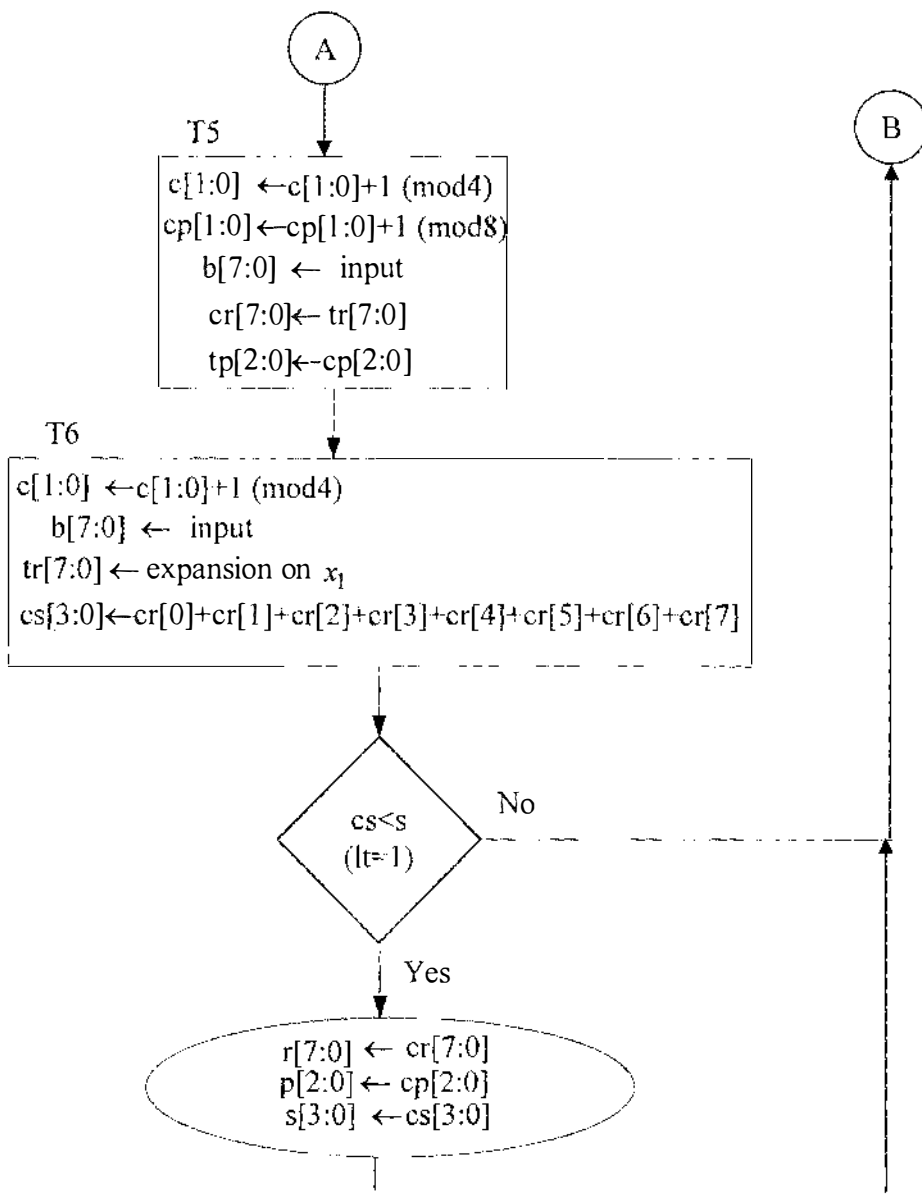 A
B
T5
c[1:0] ←c[1:0]+1 (mod4)
cp[1:0]←cp[1:0]+1 (mod8)
b[7:0] ← input
cr[7:0]← tr[7:0]
tp[2:0]←cp[2:0]
T6
c[1:0] ←c[1:0]+1 (mod4)
b[7:0] ← input
tr[7:0] ← expansion on x₁
cs[3:0]←cr[0]+cr[1]+cr[2]+cr[3]+cr[4]+cr[5]+cr[6]+cr[7]
cs<s
(lt=1)
No
Yes
r[7:0] ← cr[7:0]
p[2:0] ← cp[2:0]
s[3:0] ←cs[3:0]